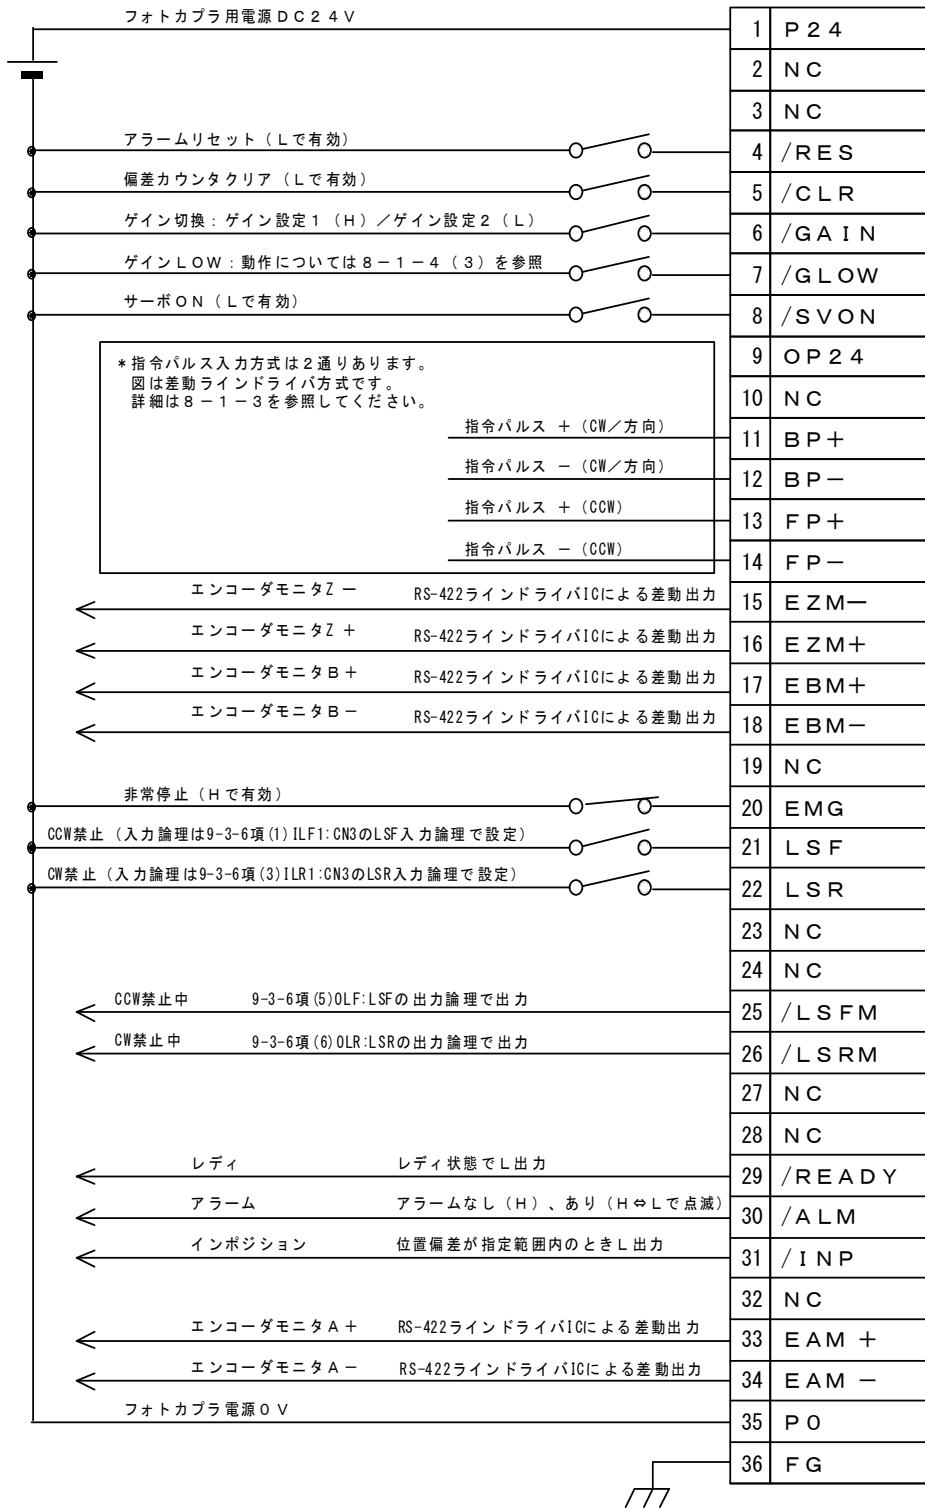 フォトカプラ用電源DC24V
1 P24
2 NC
3 NC
アラームリセット（Lで有効）
4 /RES
偏差カウンタクリア（Lで有効）
5 /CLR
ゲイン切換：ゲイン設定1（H）／ゲイン設定2（L）
6 /GAIN
ゲインLOW：動作については8－1－4（3）を参照
7 /GLOW
サーボON（Lで有効）
8 /SVON
9 OP24
10 NC
＊指令パルス入力方式は2通りあります。
図は差動ラインドライバ方式です。
詳細は8－1－3を参照してください。
指令パルス ＋（CW／方向）
11 BP＋
指令パルス －（CW／方向）
12 BP－
指令パルス ＋（CCW）
13 FP＋
指令パルス －（CCW）
14 FP－
エンコーダモニタZ － RS-422ラインドライバICによる差動出力
15 EZM－
エンコーダモニタZ ＋ RS-422ラインドライバICによる差動出力
16 EZM＋
エンコーダモニタB＋ RS-422ラインドライバICによる差動出力
17 EBM＋
エンコーダモニタB－ RS-422ラインドライバICによる差動出力
18 EBM－
19 NC
非常停止（Hで有効）
20 EMG
CCW禁止（入力論理は9-3-6項(1)ILF1:CN3のLSF入力論理で設定）
21 LSF
CW禁止（入力論理は9-3-6項(3)ILR1:CN3のLSR入力論理で設定）
22 LSR
23 NC
24 NC
CCW禁止中 9-3-6項(5)OLF:LSFの出力論理で出力
25 /LSFM
CW禁止中 9-3-6項(6)OLR:LSRの出力論理で出力
26 /LSRM
27 NC
28 NC
レディ レディ状態でL出力
29 /READY
アラーム アラームなし（H）、あり（H⇔Lで点滅）
30 /ALM
インポジション 位置偏差が指定範囲内のときL出力
31 /INP
32 NC
エンコーダモニタA＋ RS-422ラインドライバICによる差動出力
33 EAM ＋
エンコーダモニタA－ RS-422ラインドライバICによる差動出力
34 EAM －
フォトカプラ電源0V
35 P0
36 FG